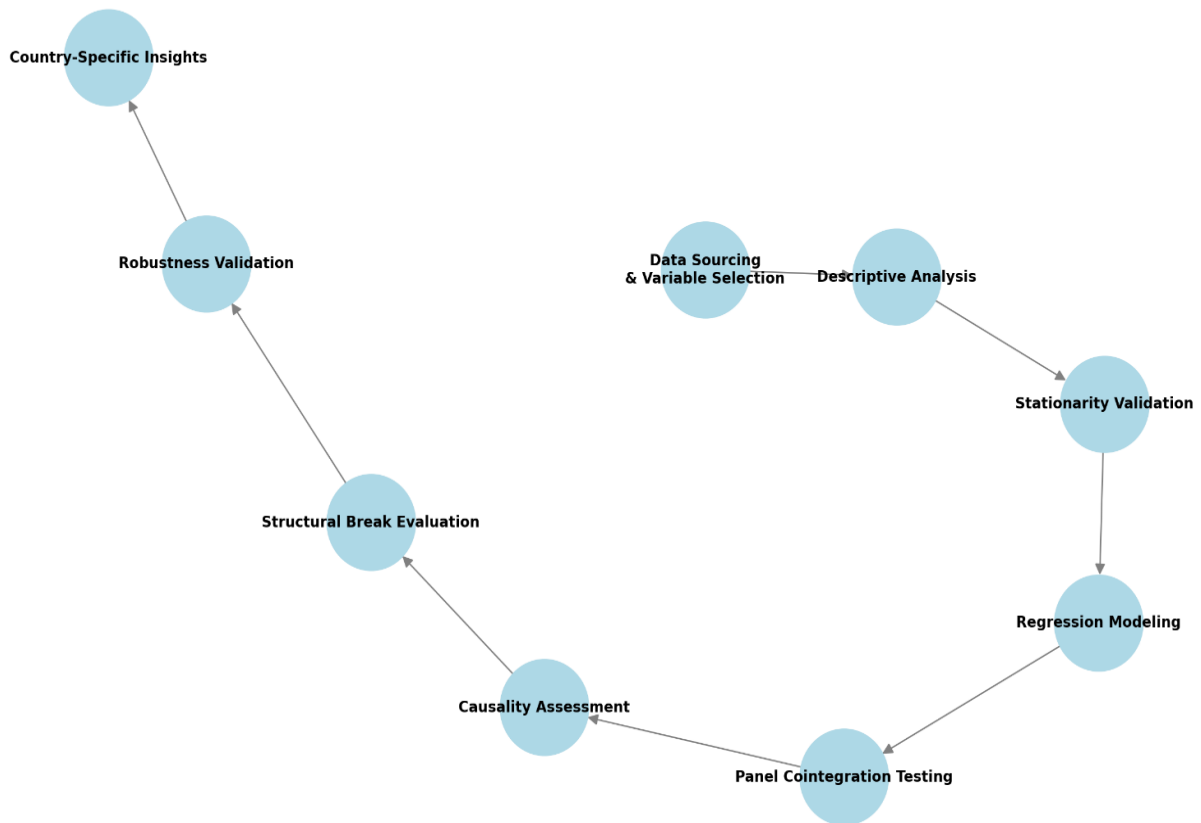 Country-Specific Insights
Robustness Validation
Data Sourcing
& Variable Selection
Descriptive Analysis
Stationarity Validation
Structural Break Evaluation
Regression Modeling
Causality Assessment
Panel Cointegration Testing